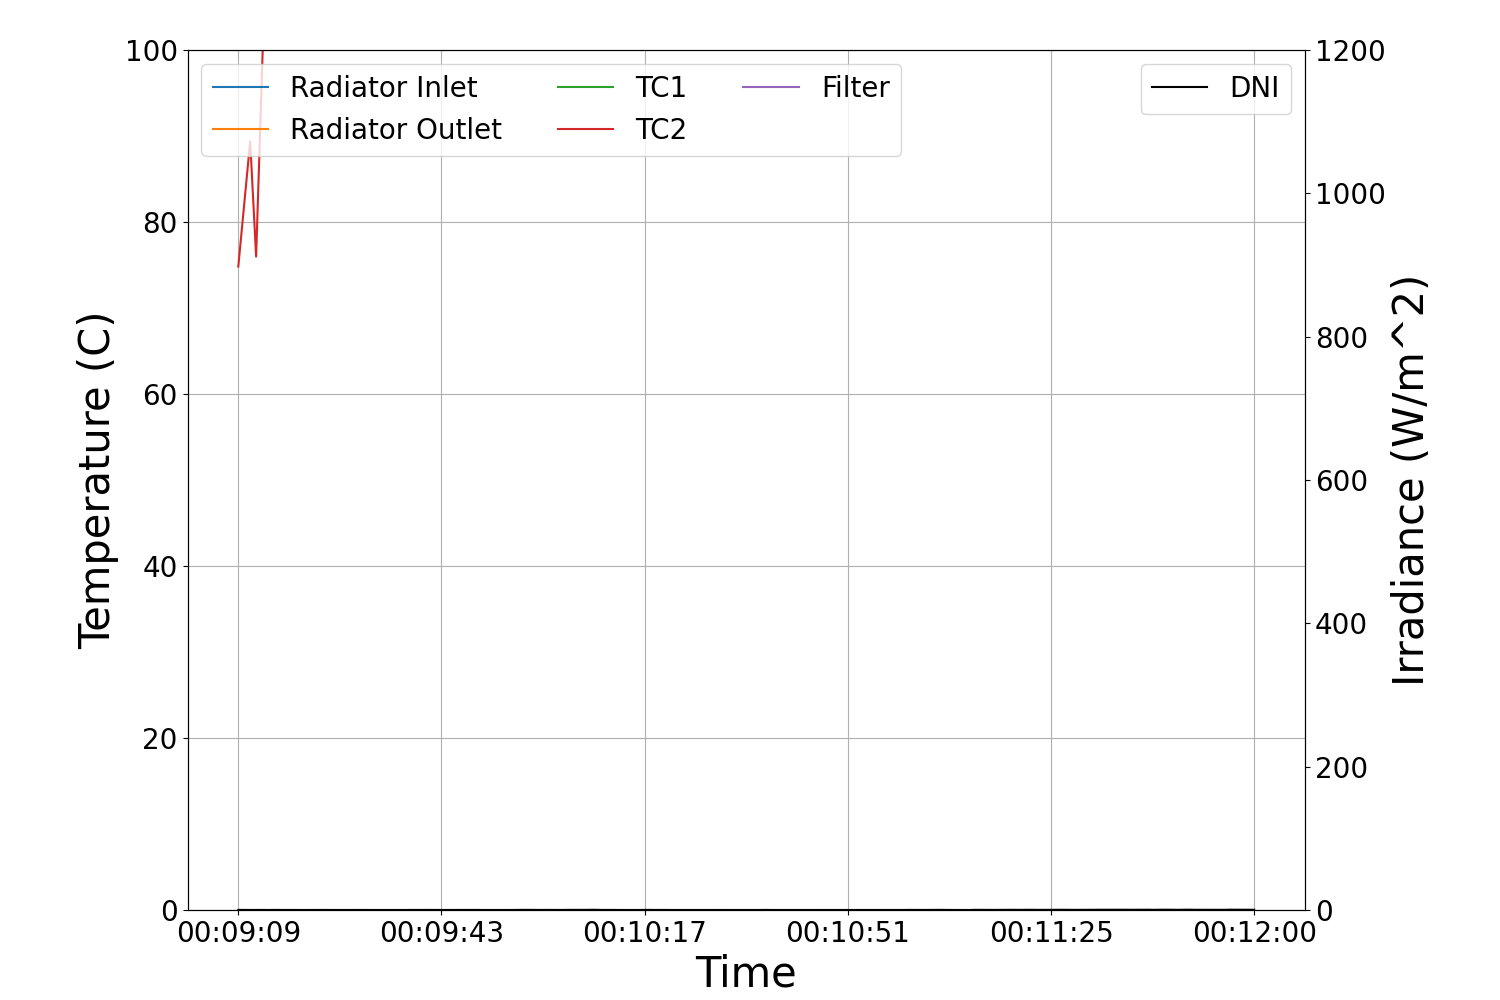 Radiator Inlet
Radiator Outlet
TC1
TC2
Filter
DNI
Temperature (C)
100
80
60
40
20
0
Irradiance (W/m^2)
1200
1000
800
600
400
200
0
00:09:09
00:09:43
00:10:17
00:10:51
00:11:25
00:12:00
Time